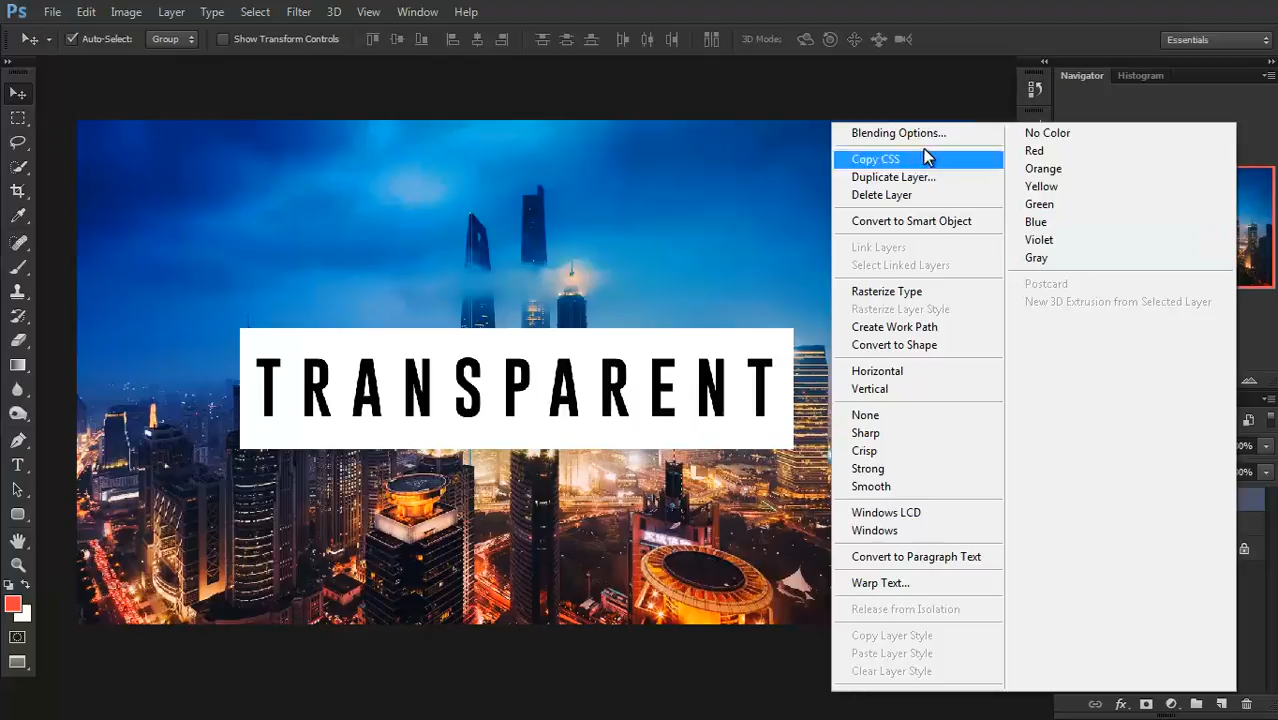 Ps File Edit Image Layer Type Select Filter 3D View Window Help
Auto-Select: Group Show Transform Controls 3D Mode: Essentials
Navigator Histogram
Blending Options...
Copy CSS
Duplicate Layer...
Delete Layer
Convert to Smart Object
Link Layers
Select Linked Layers
Rasterize Type
Rasterize Layer Style
Create Work Path
Convert to Shape
Horizontal
Vertical
None
Sharp
Crisp
Strong
Smooth
Windows LCD
Windows
Convert to Paragraph Text
Warp Text...
Release from Isolation
Copy Layer Style
Paste Layer Style
Clear Layer Style
No Color
Red
Orange
Yellow
Green
Blue
Violet
Gray
Postcard
New 3D Extrusion from Selected Layer
TRANSPARENT
T
fx